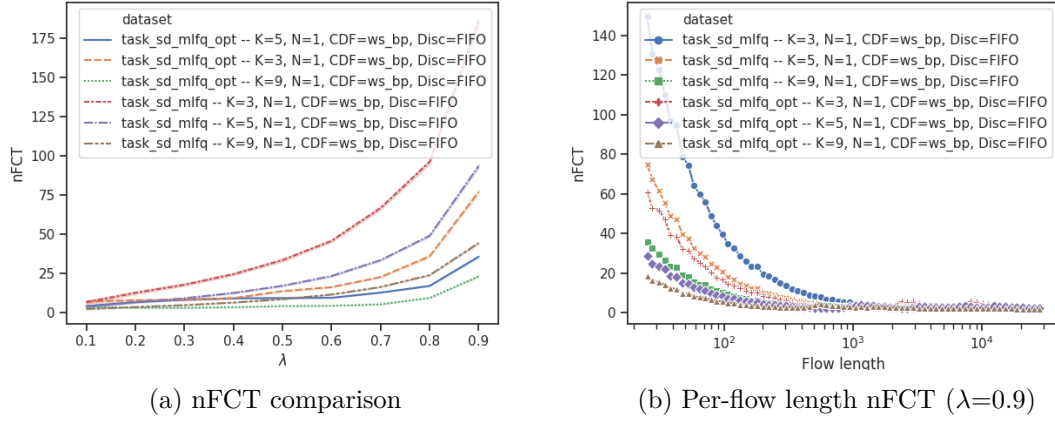 dataset
task_sd_mlfq_opt -- K=5, N=1, CDF=ws_bp, Disc=FIFO
task_sd_mlfq_opt -- K=3, N=1, CDF=ws_bp, Disc=FIFO
task_sd_mlfq_opt -- K=9, N=1, CDF=ws_bp, Disc=FIFO
task_sd_mlfq -- K=3, N=1, CDF=ws_bp, Disc=FIFO
task_sd_mlfq -- K=5, N=1, CDF=ws_bp, Disc=FIFO
task_sd_mlfq -- K=9, N=1, CDF=ws_bp, Disc=FIFO
175
150
125
100
75
50
25
0
nFCT
0.1 0.2 0.3 0.4 0.5 0.6 0.7 0.8 0.9
λ
(a) nFCT comparison
dataset
task_sd_mlfq -- K=3, N=1, CDF=ws_bp, Disc=FIFO
task_sd_mlfq -- K=5, N=1, CDF=ws_bp, Disc=FIFO
task_sd_mlfq -- K=9, N=1, CDF=ws_bp, Disc=FIFO
task_sd_mlfq_opt -- K=3, N=1, CDF=ws_bp, Disc=FIFO
task_sd_mlfq_opt -- K=5, N=1, CDF=ws_bp, Disc=FIFO
task_sd_mlfq_opt -- K=9, N=1, CDF=ws_bp, Disc=FIFO
140
120
100
80
60
40
20
0
nFCT
10² 10³ 10⁴
Flow length
(b) Per-flow length nFCT (λ=0.9)